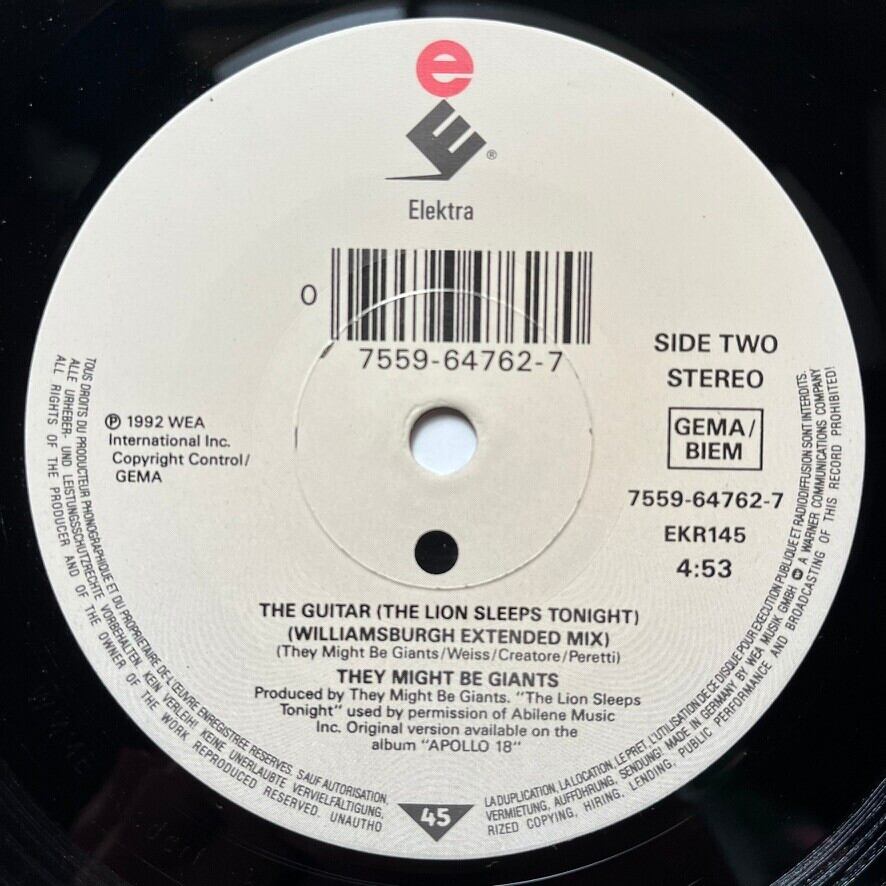 e
E
®
Elektra
0
7559-64762-7
SIDE TWO
STEREO
GEMA/
BIEM
7559-64762-7
EKR145
4:53
℗ 1992 WEA
International Inc.
Copyright Control/
GEMA
THE GUITAR (THE LION SLEEPS TONIGHT)
(WILLIAMSBURGH EXTENDED MIX)
(They Might Be Giants/Weiss/Creatore/Peretti)
THEY MIGHT BE GIANTS
Produced by They Might Be Giants. "The Lion Sleeps
Tonight" used by permission of Abilene Music
Inc. Original version available on the
album "APOLLO 18"
45
TOUS DROITS DU PRODUCTEUR PHONOGRAPHIQUE ET DU PROPRIETAIRE DE L'ŒUVRE ENREGISTREE RESERVES. SAUF AUTORISATION,
LA DUPLICATION, LA LOCATION, LE PRET, L'UTILISATION DE CE DISQUE POUR EXECUTION PUBLIQUE ET RADIODIFFUSION SONT INTERDITS.
ALLE URHEBER- UND LEISTUNGSSCHUTZRECHTE VORBEHALTEN. KEIN VERLEIH! KEINE UNERLAUBTE VERVIELFÄLTIGUNG,
VERMIETUNG, AUFFÜHRUNG, SENDUNG! MADE IN GERMANY BY WEA MUSIK GMBH A WARNER COMMUNICATIONS COMPANY
ALL RIGHTS OF THE PRODUCER AND OF THE OWNER OF THE WORK REPRODUCED RESERVED. UNAUTHO
RIZED COPYING, HIRING, LENDING, PUBLIC PERFORMANCE AND BROADCASTING OF THIS RECORD PROHIBITED!